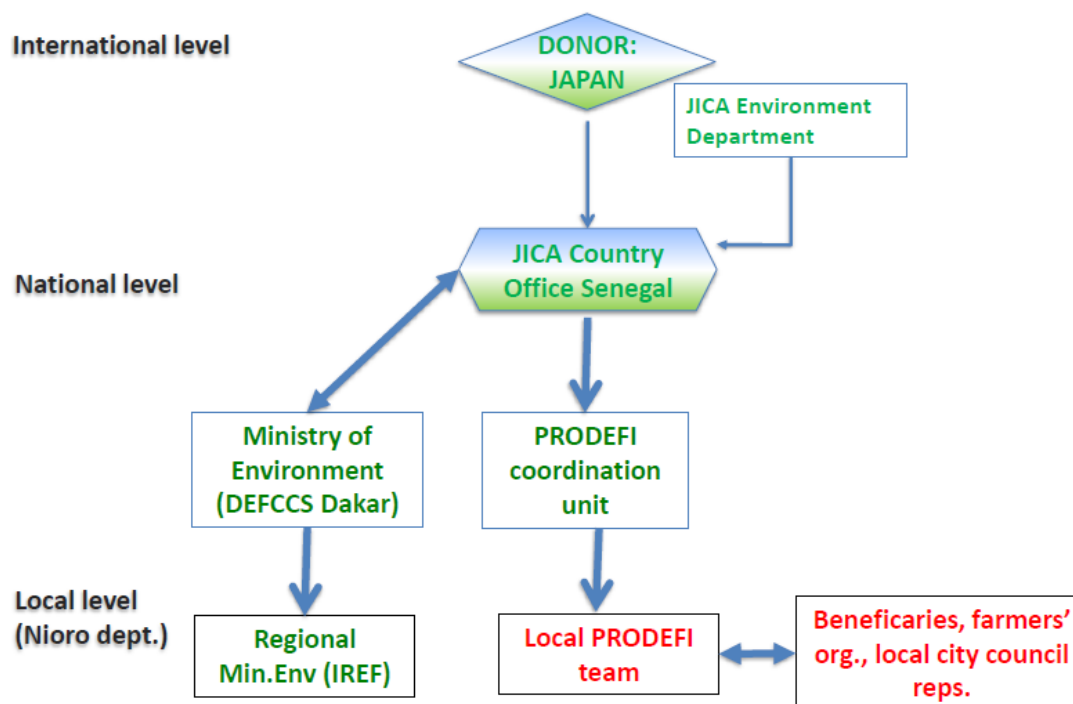 International level
DONOR:
JAPAN
JICA Environment
Department
National level
JICA Country
Office Senegal
Ministry of
Environment
(DEFCCS Dakar)
PRODEFI
coordination
unit
Local level
(Nioro dept.)
Regional
Min.Env (IREF)
Local PRODEFI
team
Beneficaries, farmers’
org., local city council
reps.